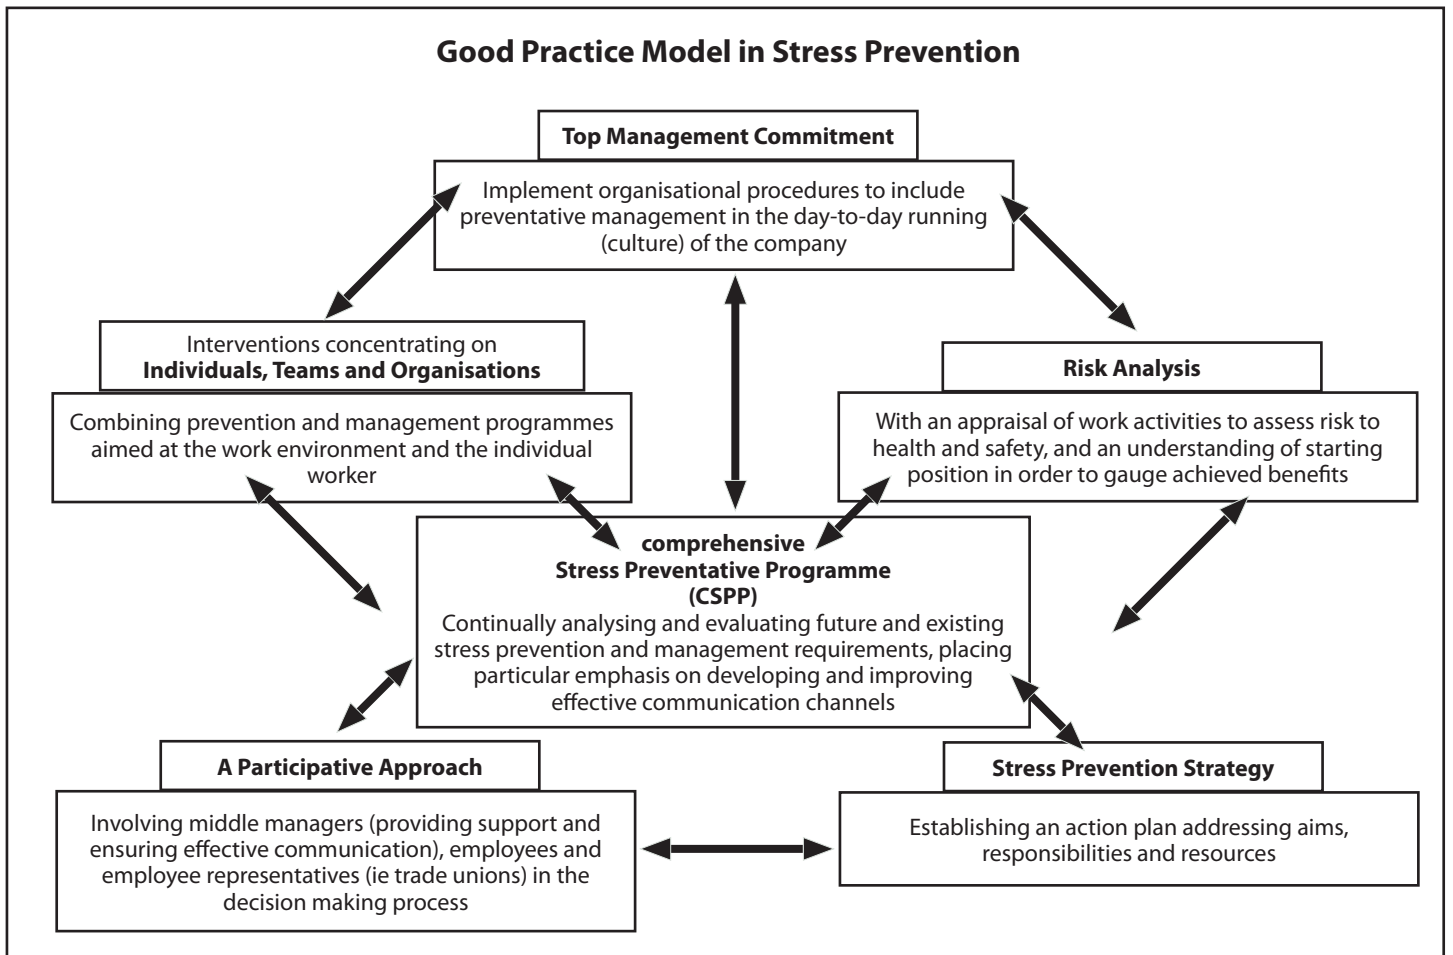 Good Practice Model in Stress Prevention
Top Management Commitment
Implement organisational procedures to include
preventative management in the day-to-day running
(culture) of the company
Interventions concentrating on
Individuals, Teams and Organisations
Combining prevention and management programmes
aimed at the work environment and the individual
worker
Risk Analysis
With an appraisal of work activities to assess risk to
health and safety, and an understanding of starting
position in order to gauge achieved benefits
comprehensive
Stress Preventative Programme
(CSPP)
Continually analysing and evaluating future and existing
stress prevention and management requirements, placing
particular emphasis on developing and improving
effective communication channels
A Participative Approach
Involving middle managers (providing support and
ensuring effective communication), employees and
employee representatives (ie trade unions) in the
decision making process
Stress Prevention Strategy
Establishing an action plan addressing aims,
responsibilities and resources